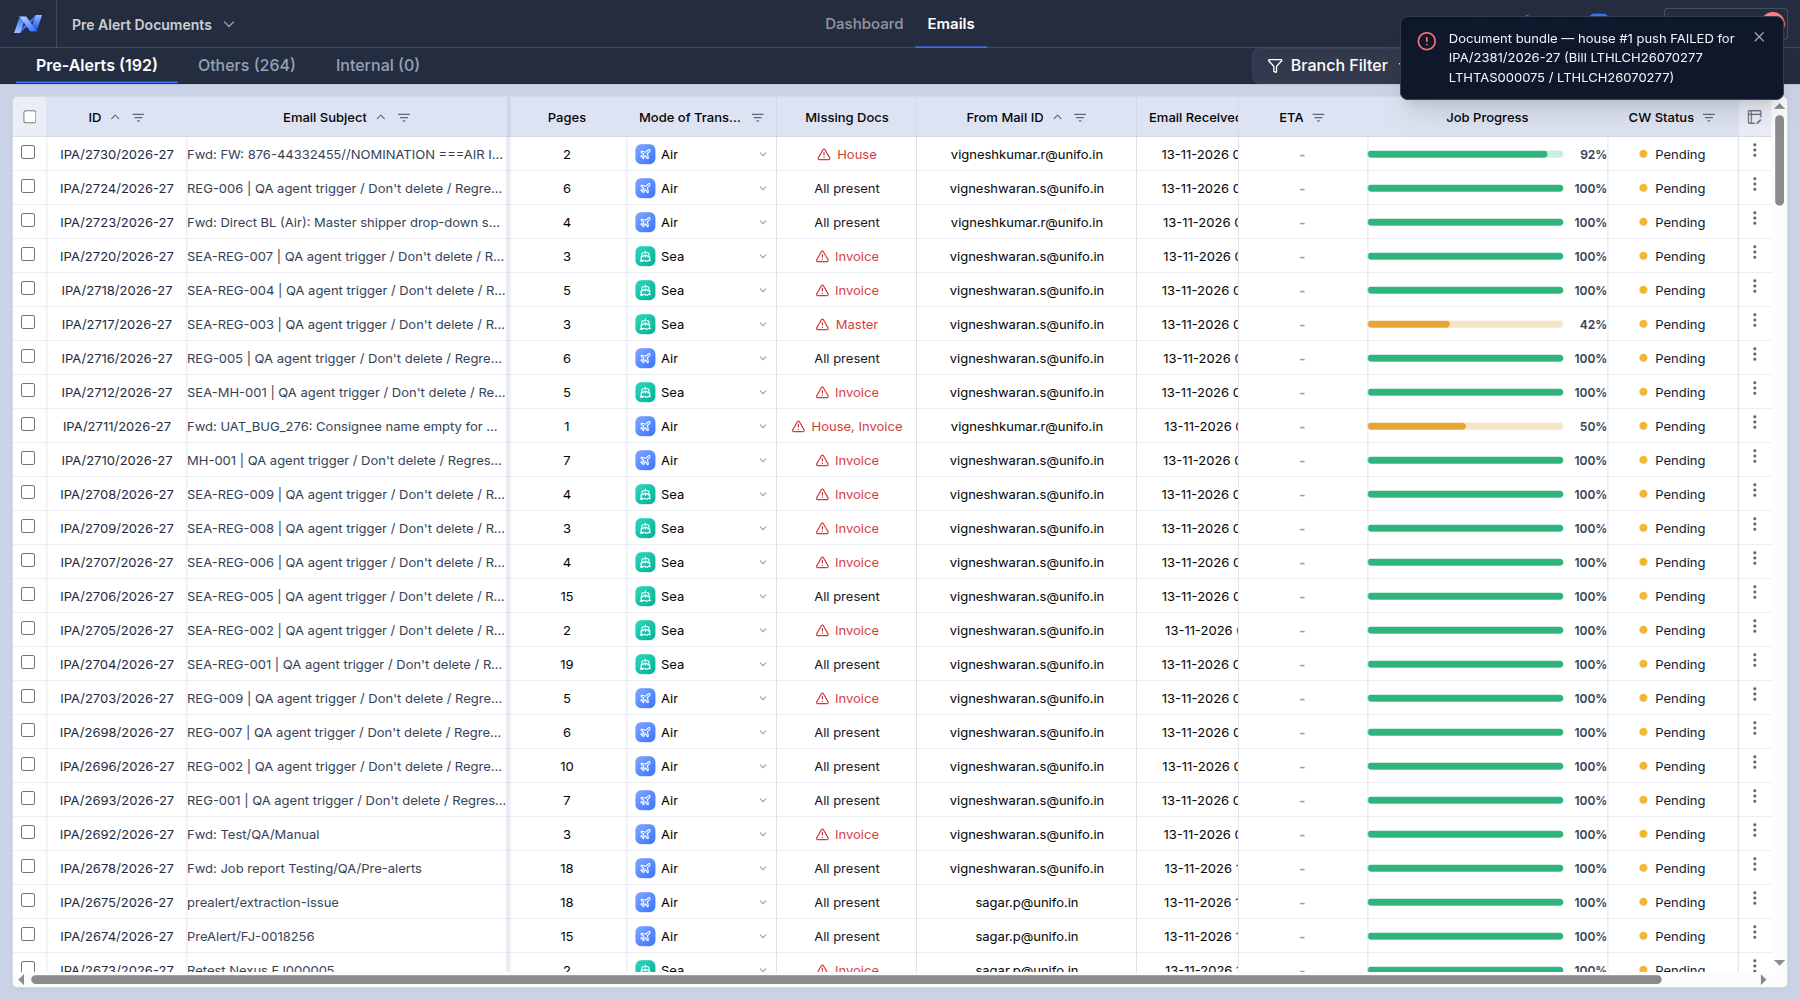 Pre Alert Documents
Dashboard
Emails
Document bundle — house #1 push FAILED for
IPA/2381/2026-27 (Bill LTHLCH26070277
LTHTAS000075 / LTHLCH26070277)
Pre-Alerts (192)
Others (264)
Internal (0)
Branch Filter
ID Email Subject Pages Mode of Trans... Missing Docs From Mail ID Email Received ETA Job Progress CW Status
IPA/2730/2026-27 Fwd: FW: 876-44332455//NOMINATION ===AIR I... 2 Air House vigneshkumar.r@unifo.in 13-11-2026 - 92% Pending
IPA/2724/2026-27 REG-006 | QA agent trigger / Don't delete / Regre... 6 Air All present vigneshwaran.s@unifo.in 13-11-2026 - 100% Pending
IPA/2723/2026-27 Fwd: Direct BL (Air): Master shipper drop-down s... 4 Air All present vigneshkumar.r@unifo.in 13-11-2026 - 100% Pending
IPA/2720/2026-27 SEA-REG-007 | QA agent trigger / Don't delete / R... 3 Sea Invoice vigneshwaran.s@unifo.in 13-11-2026 - 100% Pending
IPA/2718/2026-27 SEA-REG-004 | QA agent trigger / Don't delete / R... 5 Sea Invoice vigneshwaran.s@unifo.in 13-11-2026 - 100% Pending
IPA/2717/2026-27 SEA-REG-003 | QA agent trigger / Don't delete / R... 3 Sea Master vigneshwaran.s@unifo.in 13-11-2026 - 42% Pending
IPA/2716/2026-27 REG-005 | QA agent trigger / Don't delete / Regre... 6 Air All present vigneshwaran.s@unifo.in 13-11-2026 - 100% Pending
IPA/2712/2026-27 SEA-MH-001 | QA agent trigger / Don't delete / Re... 5 Sea Invoice vigneshwaran.s@unifo.in 13-11-2026 - 100% Pending
IPA/2711/2026-27 Fwd: UAT_BUG_276: Consignee name empty for ... 1 Air House, Invoice vigneshkumar.r@unifo.in 13-11-2026 - 50% Pending
IPA/2710/2026-27 MH-001 | QA agent trigger / Don't delete / Regres... 7 Air Invoice vigneshwaran.s@unifo.in 13-11-2026 - 100% Pending
IPA/2708/2026-27 SEA-REG-009 | QA agent trigger / Don't delete / R... 4 Sea Invoice vigneshwaran.s@unifo.in 13-11-2026 - 100% Pending
IPA/2709/2026-27 SEA-REG-008 | QA agent trigger / Don't delete / R... 3 Sea Invoice vigneshwaran.s@unifo.in 13-11-2026 - 100% Pending
IPA/2707/2026-27 SEA-REG-006 | QA agent trigger / Don't delete / R... 4 Sea Invoice vigneshwaran.s@unifo.in 13-11-2026 - 100% Pending
IPA/2706/2026-27 SEA-REG-005 | QA agent trigger / Don't delete / R... 15 Sea All present vigneshwaran.s@unifo.in 13-11-2026 - 100% Pending
IPA/2705/2026-27 SEA-REG-002 | QA agent trigger / Don't delete / R... 2 Sea Invoice vigneshwaran.s@unifo.in 13-11-2026 - 100% Pending
IPA/2704/2026-27 SEA-REG-001 | QA agent trigger / Don't delete / R... 19 Sea All present vigneshwaran.s@unifo.in 13-11-2026 - 100% Pending
IPA/2703/2026-27 REG-009 | QA agent trigger / Don't delete / Regre... 5 Air Invoice vigneshwaran.s@unifo.in 13-11-2026 - 100% Pending
IPA/2698/2026-27 REG-007 | QA agent trigger / Don't delete / Regre... 6 Air All present vigneshwaran.s@unifo.in 13-11-2026 - 100% Pending
IPA/2696/2026-27 REG-002 | QA agent trigger / Don't delete / Regre... 10 Air All present vigneshwaran.s@unifo.in 13-11-2026 - 100% Pending
IPA/2693/2026-27 REG-001 | QA agent trigger / Don't delete / Regres... 7 Air All present vigneshwaran.s@unifo.in 13-11-2026 - 100% Pending
IPA/2692/2026-27 Fwd: Test/QA/Manual 3 Air Invoice vigneshwaran.s@unifo.in 13-11-2026 - 100% Pending
IPA/2678/2026-27 Fwd: Job report Testing/QA/Pre-alerts 18 Air All present vigneshwaran.s@unifo.in 13-11-2026 - 100% Pending
IPA/2675/2026-27 prealert/extraction-issue 18 Air All present sagar.p@unifo.in 13-11-2026 - 100% Pending
IPA/2674/2026-27 PreAlert/FJ-0018256 15 Air All present sagar.p@unifo.in 13-11-2026 - 100% Pending
IPA/2673/2026-27 Retest Nexus FJ000005 2 Sea Invoice sagar.p@unifo.in 13-11-2026 - 100% Pending